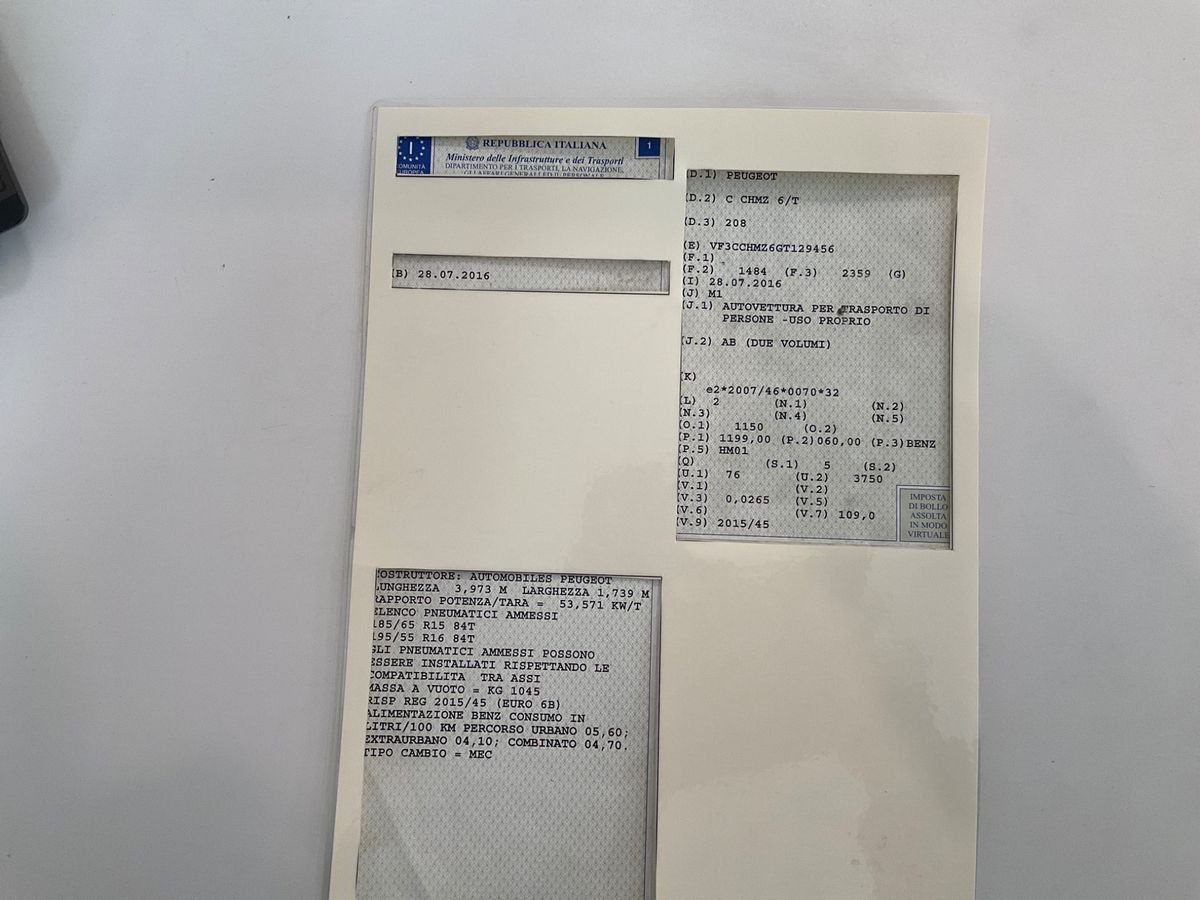 I
COMUNITÀ
EUROPEA
REPUBBLICA ITALIANA
Ministero delle Infrastrutture e dei Trasporti
DIPARTIMENTO PER I TRASPORTI, LA NAVIGAZIONE,
GLI AFFARI GENERALI ED IL PERSONALE
1
(B) 28.07.2016
(D.1) PEUGEOT
(D.2) C CHMZ 6/T
(D.3) 208
(E) VF3CCHMZ6GT129456
(F.1)
(F.2) 1484 (F.3) 2359 (G)
(I) 28.07.2016
(J) M1
(J.1) AUTOVETTURA PER TRASPORTO DI
PERSONE -USO PROPRIO
(J.2) AB (DUE VOLUMI)
(K)
e2*2007/46*0070*32
(L) 2 (N.1) (N.2)
(N.3) (N.4) (N.5)
(O.1) 1150 (O.2)
(P.1) 1199,00 (P.2)060,00 (P.3)BENZ
(P.5) HM01
(Q) (S.1) 5 (S.2)
(U.1) 76 (U.2) 3750
(V.1) (V.2)
(V.3) 0,0265 (V.5)
(V.6) (V.7) 109,0
(V.9) 2015/45
IMPOSTA
DI BOLLO
ASSOLTA
IN MODO
VIRTUALE
COSTRUTTORE: AUTOMOBILES PEUGEOT
LUNGHEZZA 3,973 M LARGHEZZA 1,739 M
RAPPORTO POTENZA/TARA = 53,571 KW/T
ELENCO PNEUMATICI AMMESSI
185/65 R15 84T
195/55 R16 84T
GLI PNEUMATICI AMMESSI POSSONO
ESSERE INSTALLATI RISPETTANDO LE
COMPATIBILITA TRA ASSI
MASSA A VUOTO = KG 1045
RISP REG 2015/45 (EURO 6B)
ALIMENTAZIONE BENZ CONSUMO IN
LITRI/100 KM PERCORSO URBANO 05,60;
EXTRAURBANO 04,10; COMBINATO 04,70.
TIPO CAMBIO = MEC